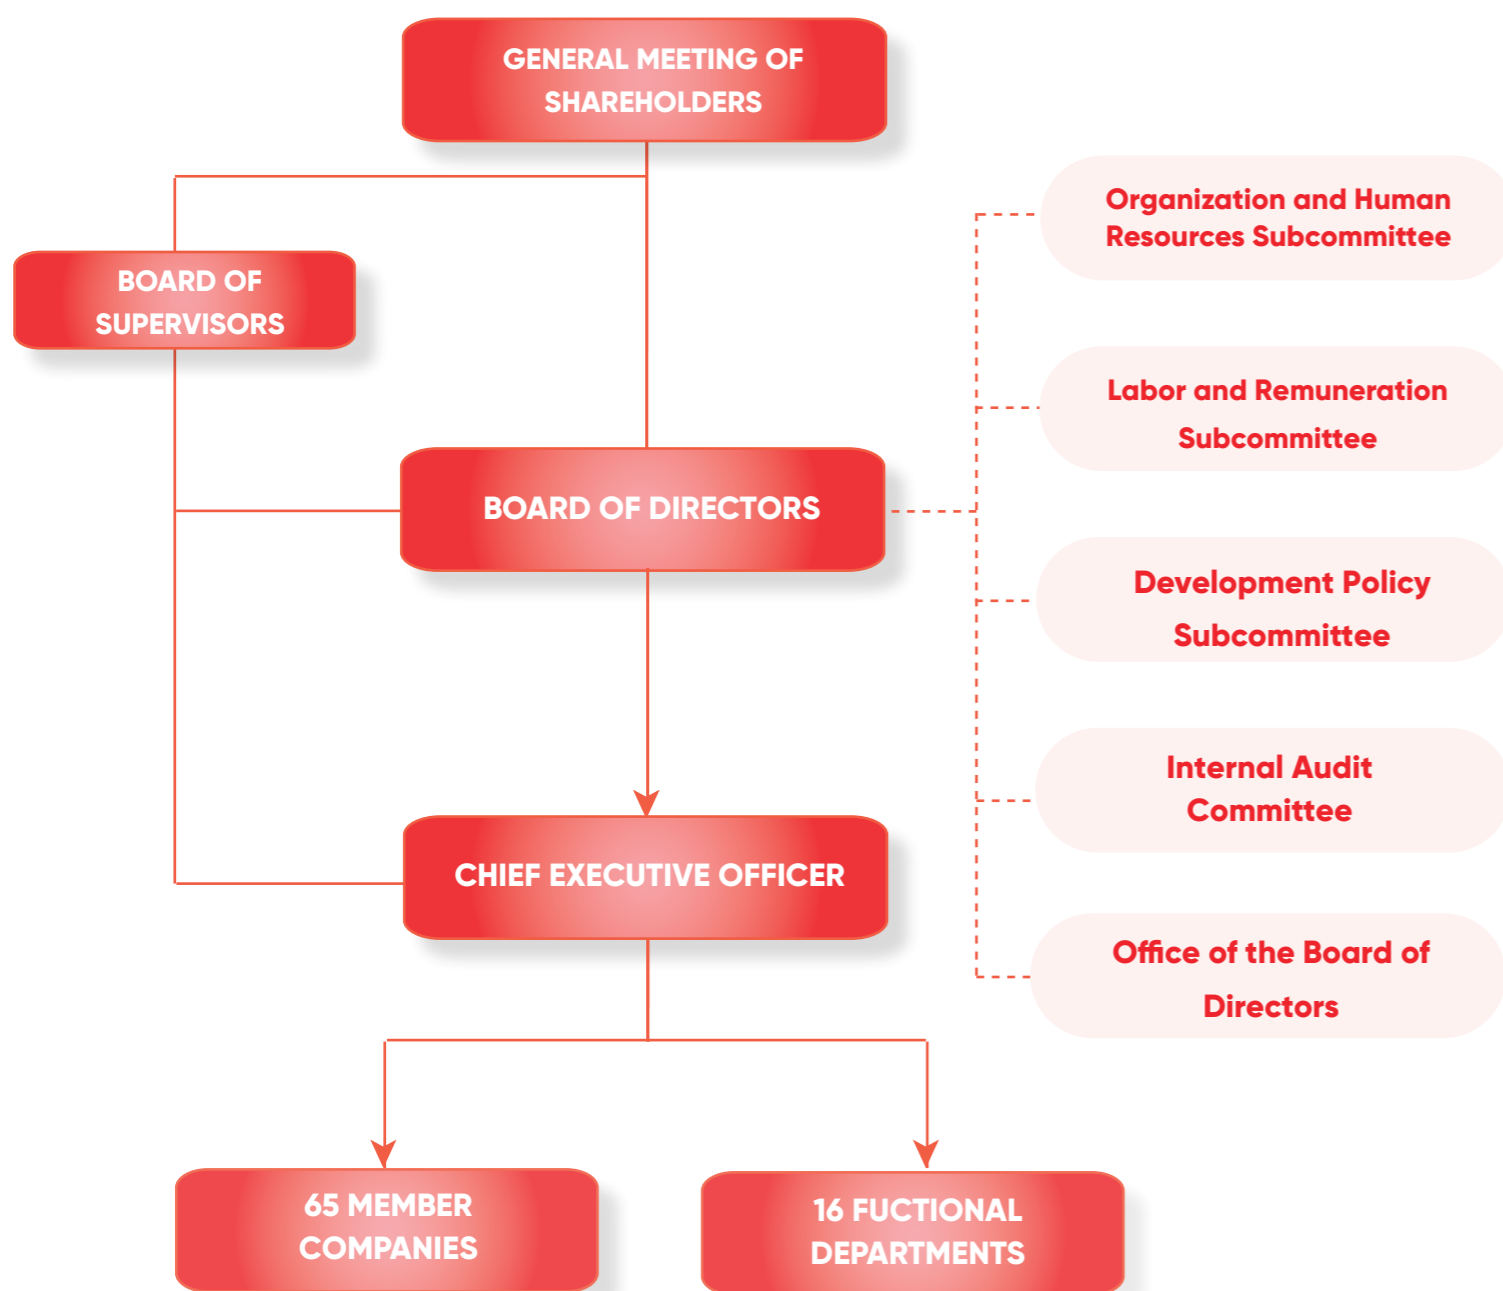 GENERAL MEETING OF
SHAREHOLDERS
BOARD OF
SUPERVISORS
BOARD OF DIRECTORS
CHIEF EXECUTIVE OFFICER
65 MEMBER
COMPANIES
16 FUCTIONAL
DEPARTMENTS
Organization and Human
Resources Subcommittee
Labor and Remuneration
Subcommittee
Development Policy
Subcommittee
Internal Audit
Committee
Office of the Board of
Directors